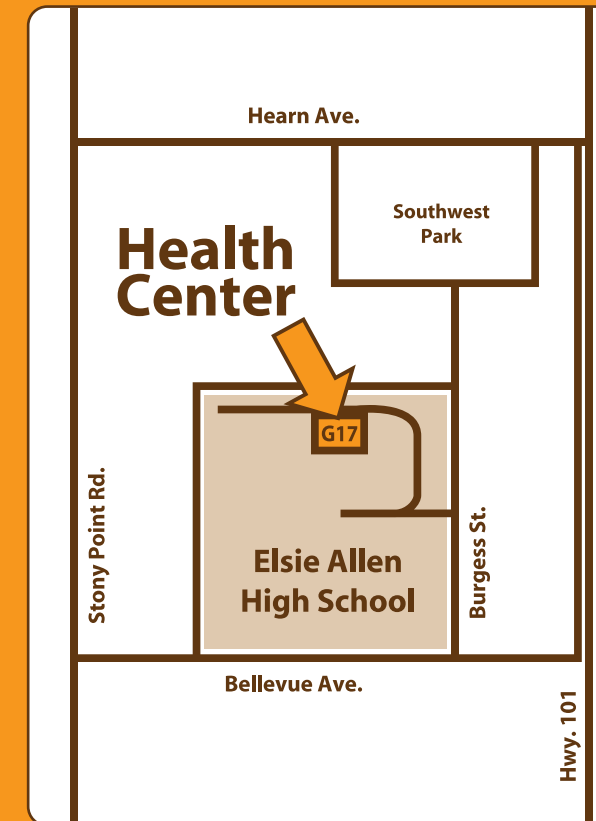 Hearn Ave.
Southwest
Park
Health
Center
G17
Stony Point Rd.
Elsie Allen
High School
Burgess St.
Bellevue Ave.
Hwy. 101